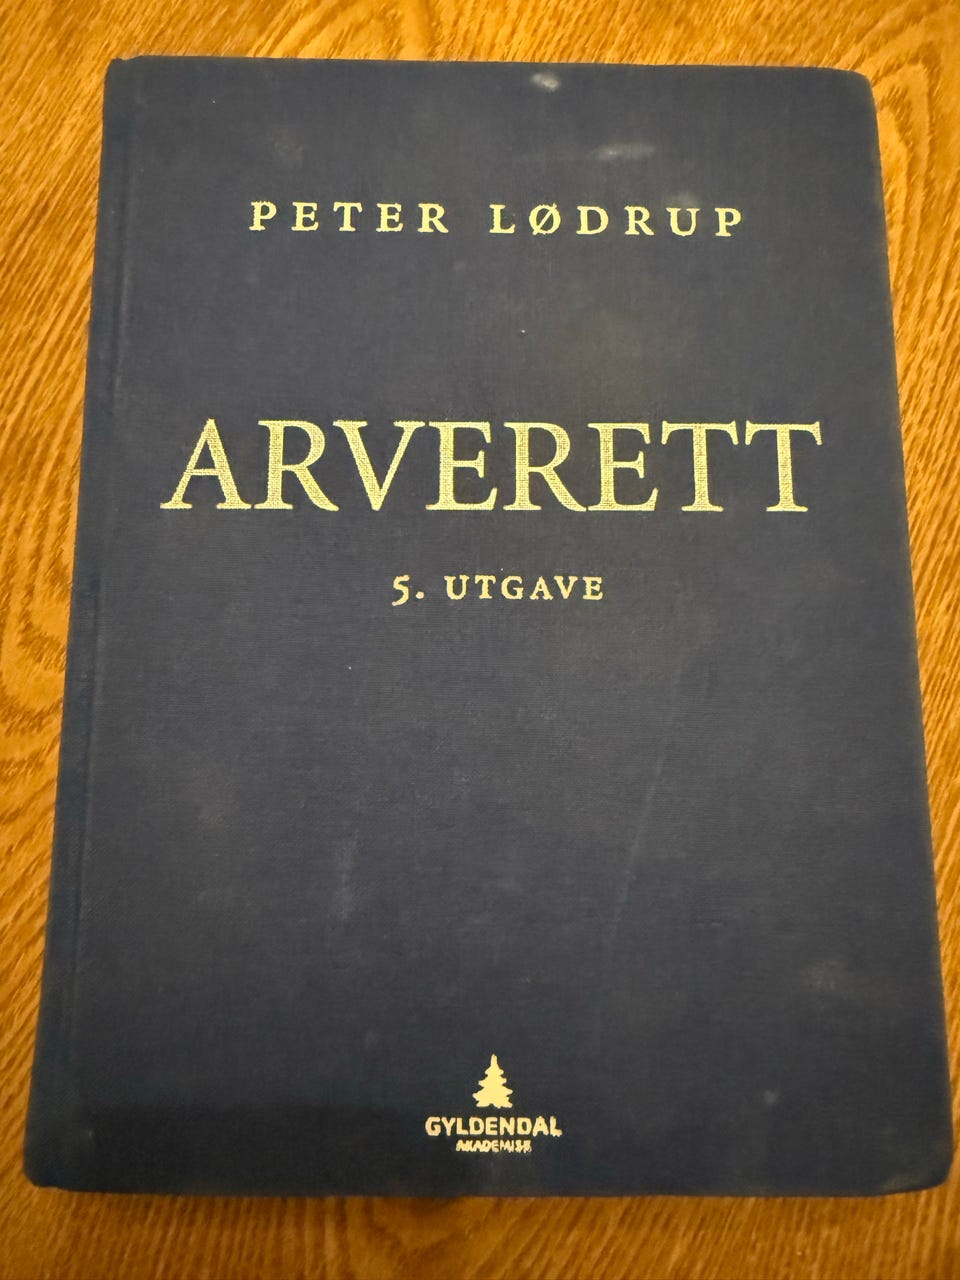 PETER LØDRUP
ARVERETT
5. UTGAVE
GYLDENDAL
AKADEMISK